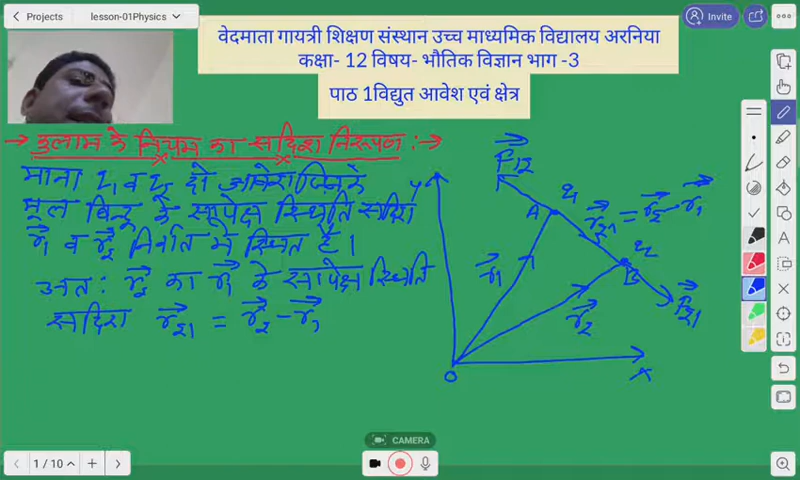 Projects
lesson-01Physics
Invite
वेदमाता गायत्री शिक्षण संस्थान उच्च माध्यमिक विद्यालय अरनिया
कक्षा- 12 विषय- भौतिक विज्ञान भाग -3
पाठ 1विद्युत आवेश एवं क्षेत्र
→ कुलाम के नियम का सदिश निरूपण :→
माना q₁ व q₂ दो आवेश जिनके
मूल बिन्दू के सापेक्ष स्थिति सदिश
r⃗₁ व r⃗₂ निर्वात में स्थित है।
अत: r⃗₂ का r⃗₁ के सापेक्ष स्थिति
सदिश r⃗₂₁ = r⃗₂ − r⃗₁
F⃗12
Y
A
q₁
r⃗₂₁ = r⃗₂ − r⃗₁
q₂
B
F⃗21
r⃗₁
r⃗₂
O
X
CAMERA
1 / 10